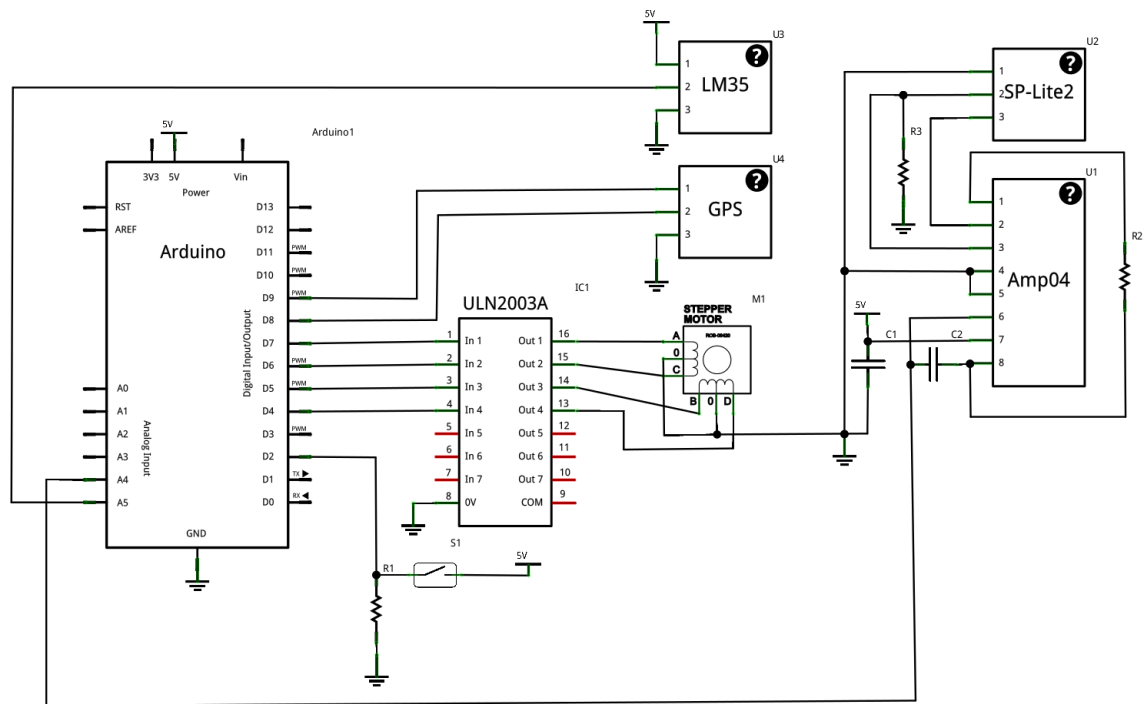 5V
U3
?
1
2
3
LM35
U2
?
1
2
3
SP-Lite2
R3
Arduino1
5V
3V3
5V
Vin
Power
RST
AREF
Arduino
D13
D12
D11
PWM
D10
PWM
D9
PWM
D8
D7
D6
PWM
D5
PWM
D4
D3
PWM
D2
D1
TX
D0
RX
Digital Input/Output
A0
A1
A2
A3
A4
A5
Analog Input
GND
U4
?
1
2
3
GPS
U1
?
1
2
3
4
5
6
7
8
Amp04
R2
IC1
ULN2003A
1
2
3
4
5
6
7
8
In 1
In 2
In 3
In 4
In 5
In 6
In 7
0V
Out 1
Out 2
Out 3
Out 4
Out 5
Out 6
Out 7
COM
16
15
14
13
12
11
10
9
M1
STEPPER
MOTOR
A
0
C
B
0
D
5V
C1
C2
S1
R1
5V